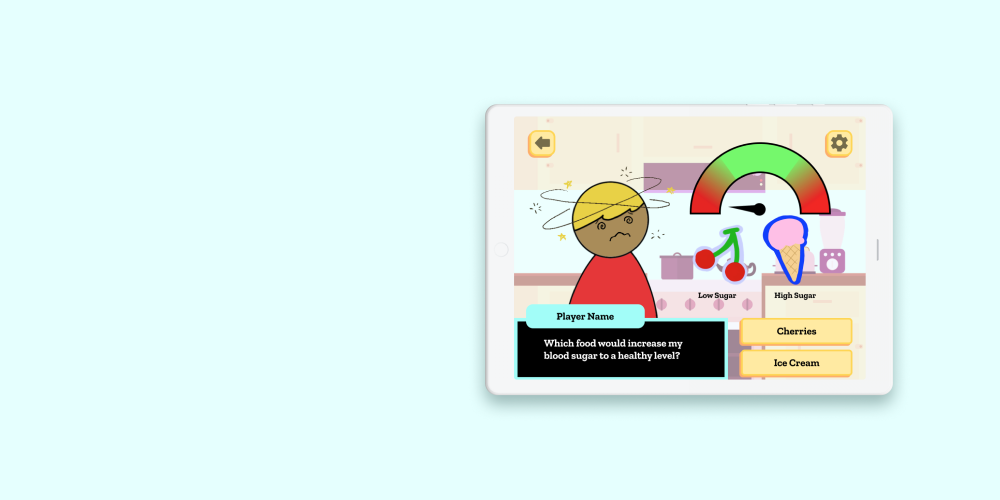 Low Sugar
High Sugar
Player Name
Which food would increase my
blood sugar to a healthy level?
Cherries
Ice Cream